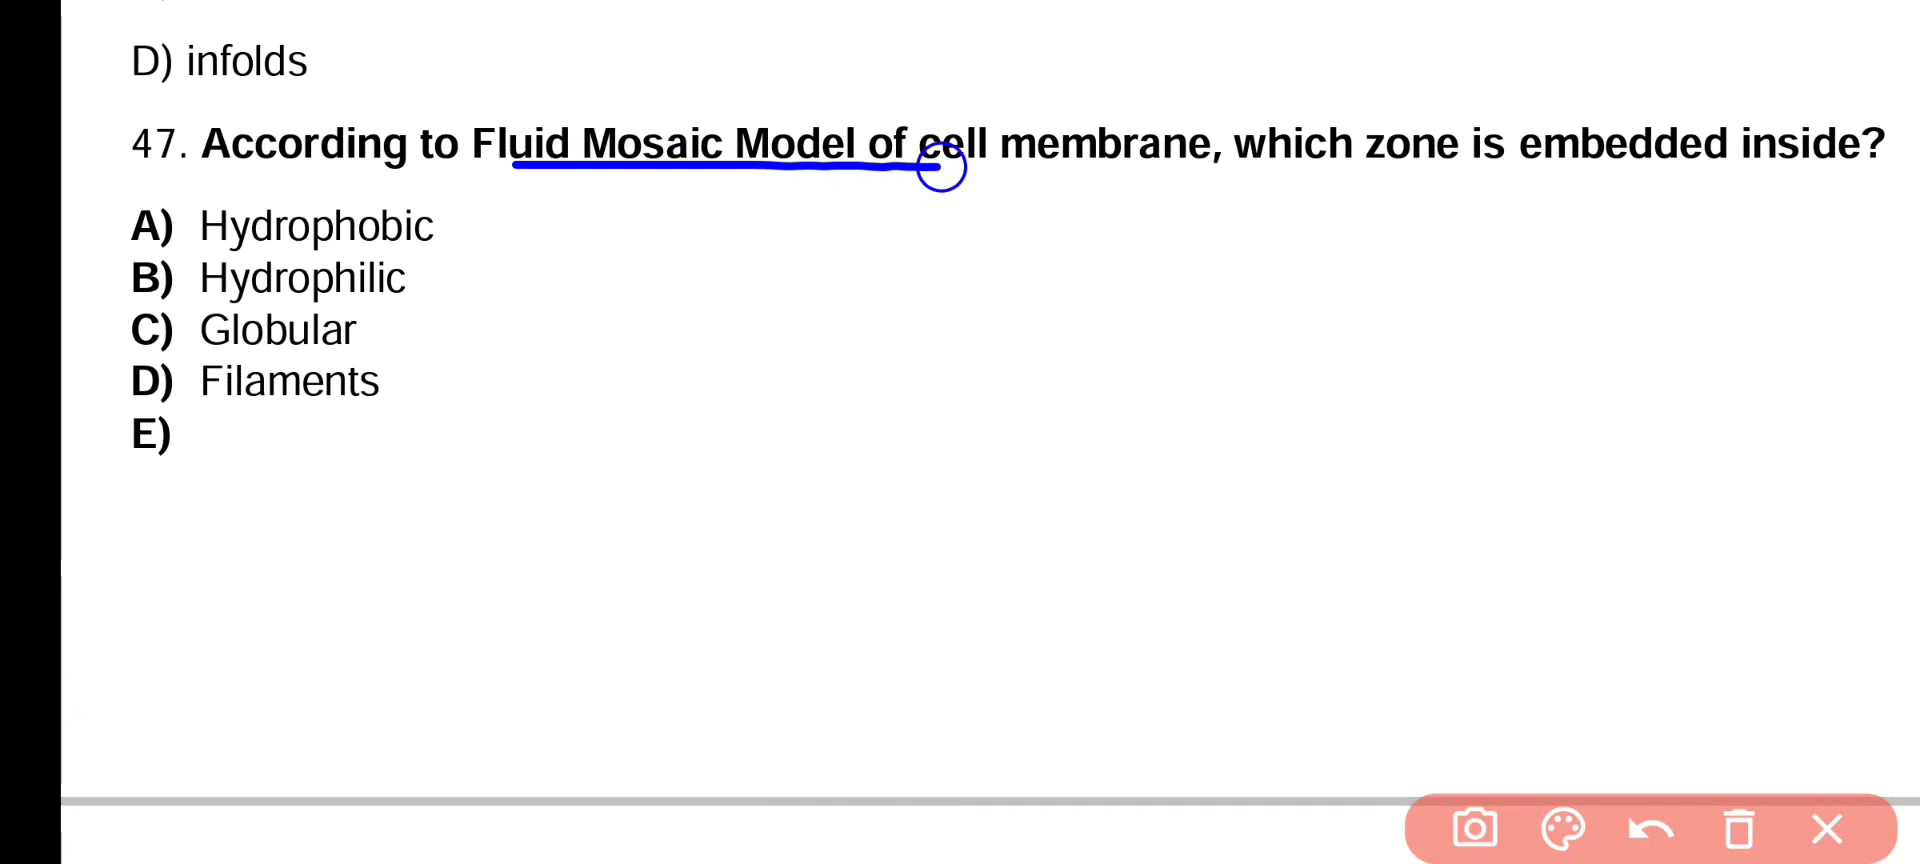 D) infolds
47. According to Fluid Mosaic Model of cell membrane, which zone is embedded inside?
A) Hydrophobic
B) Hydrophilic
C) Globular
D) Filaments
E)